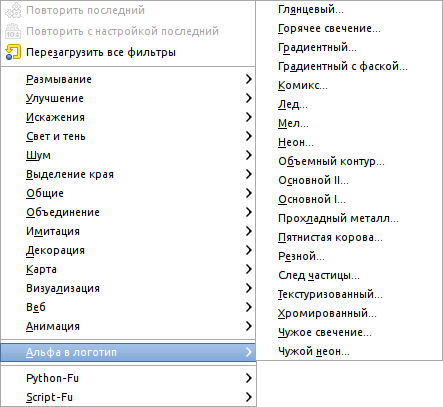 Повторить последний
Повторить с настройкой последний
Перезагрузить все фильтры
Размывание
Улучшение
Искажения
Свет и тень
Шум
Выделение края
Общие
Объединение
Имитация
Декорация
Карта
Визуализация
Веб
Анимация
Альфа в логотип
Python-Fu
Script-Fu
Глянцевый...
Горячее свечение...
Градиентный...
Градиентный с фаской...
Комикс...
Лед...
Мел...
Неон...
Объемный контур...
Основной II...
Основной I...
Прохладный металл...
Пятнистая корова...
Резной...
След частицы...
Текстуризованный...
Хромированный...
Чужое свечение...
Чужой неон...